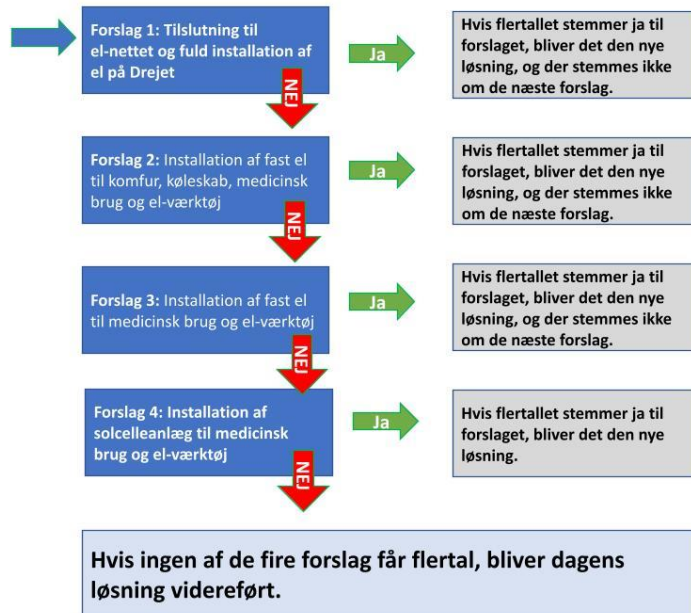 Forslag 1: Tilslutning til
el-nettet og fuld installation af
el på Drejet
Ja
Hvis flertallet stemmer ja til
forslaget, bliver det den nye
løsning, og der stemmes ikke
om de næste forslag.
NEJ
Forslag 2: Installation af fast el
til komfur, køleskab, medicinsk
brug og el-værktøj
Ja
Hvis flertallet stemmer ja til
forslaget, bliver det den nye
løsning, og der stemmes ikke
om de næste forslag.
NEJ
Forslag 3: Installation af fast el
til medicinsk brug og el-værktøj
Ja
Hvis flertallet stemmer ja til
forslaget, bliver det den nye
løsning, og der stemmes ikke
om de næste forslag.
NEJ
Forslag 4: Installation af
solcelleanlæg til medicinsk
brug og el-værktøj
Ja
Hvis flertallet stemmer ja til
forslaget, bliver det den nye
løsning.
NEJ
Hvis ingen af de fire forslag får flertal, bliver dagens
løsning videreført.